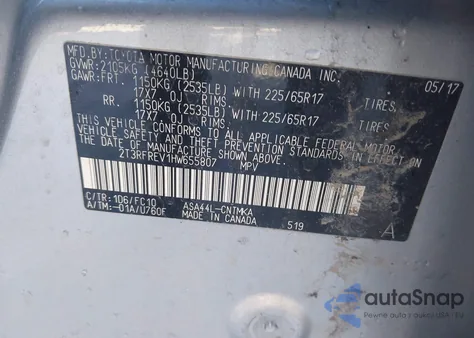 MFD.BY:TOYOTA MOTOR MANUFACTURING CANADA INC. 05/17
GVWR:2105KG (4640LB)
GAWR:FRT. 1150KG (2535LB) WITH 225/65R17 TIRES
17X7.0J RIMS.
RR. 1150KG (2535LB) WITH 225/65R17 TIRES
17X7.0J RIMS.
THIS VEHICLE CONFORMS TO ALL APPLICABLE FEDERAL MOTOR
VEHICLE SAFETY STANDARDS IN EFFECT ON
THE DATE OF MANUFACTURE SHOWN ABOVE.
2T3RFREV1HW655807 MPV
C/TR:1D6/FC10 ASA44L-CNTMKA
A/TM:-01A/U760F MADE IN CANADA 519 A
autoSnap